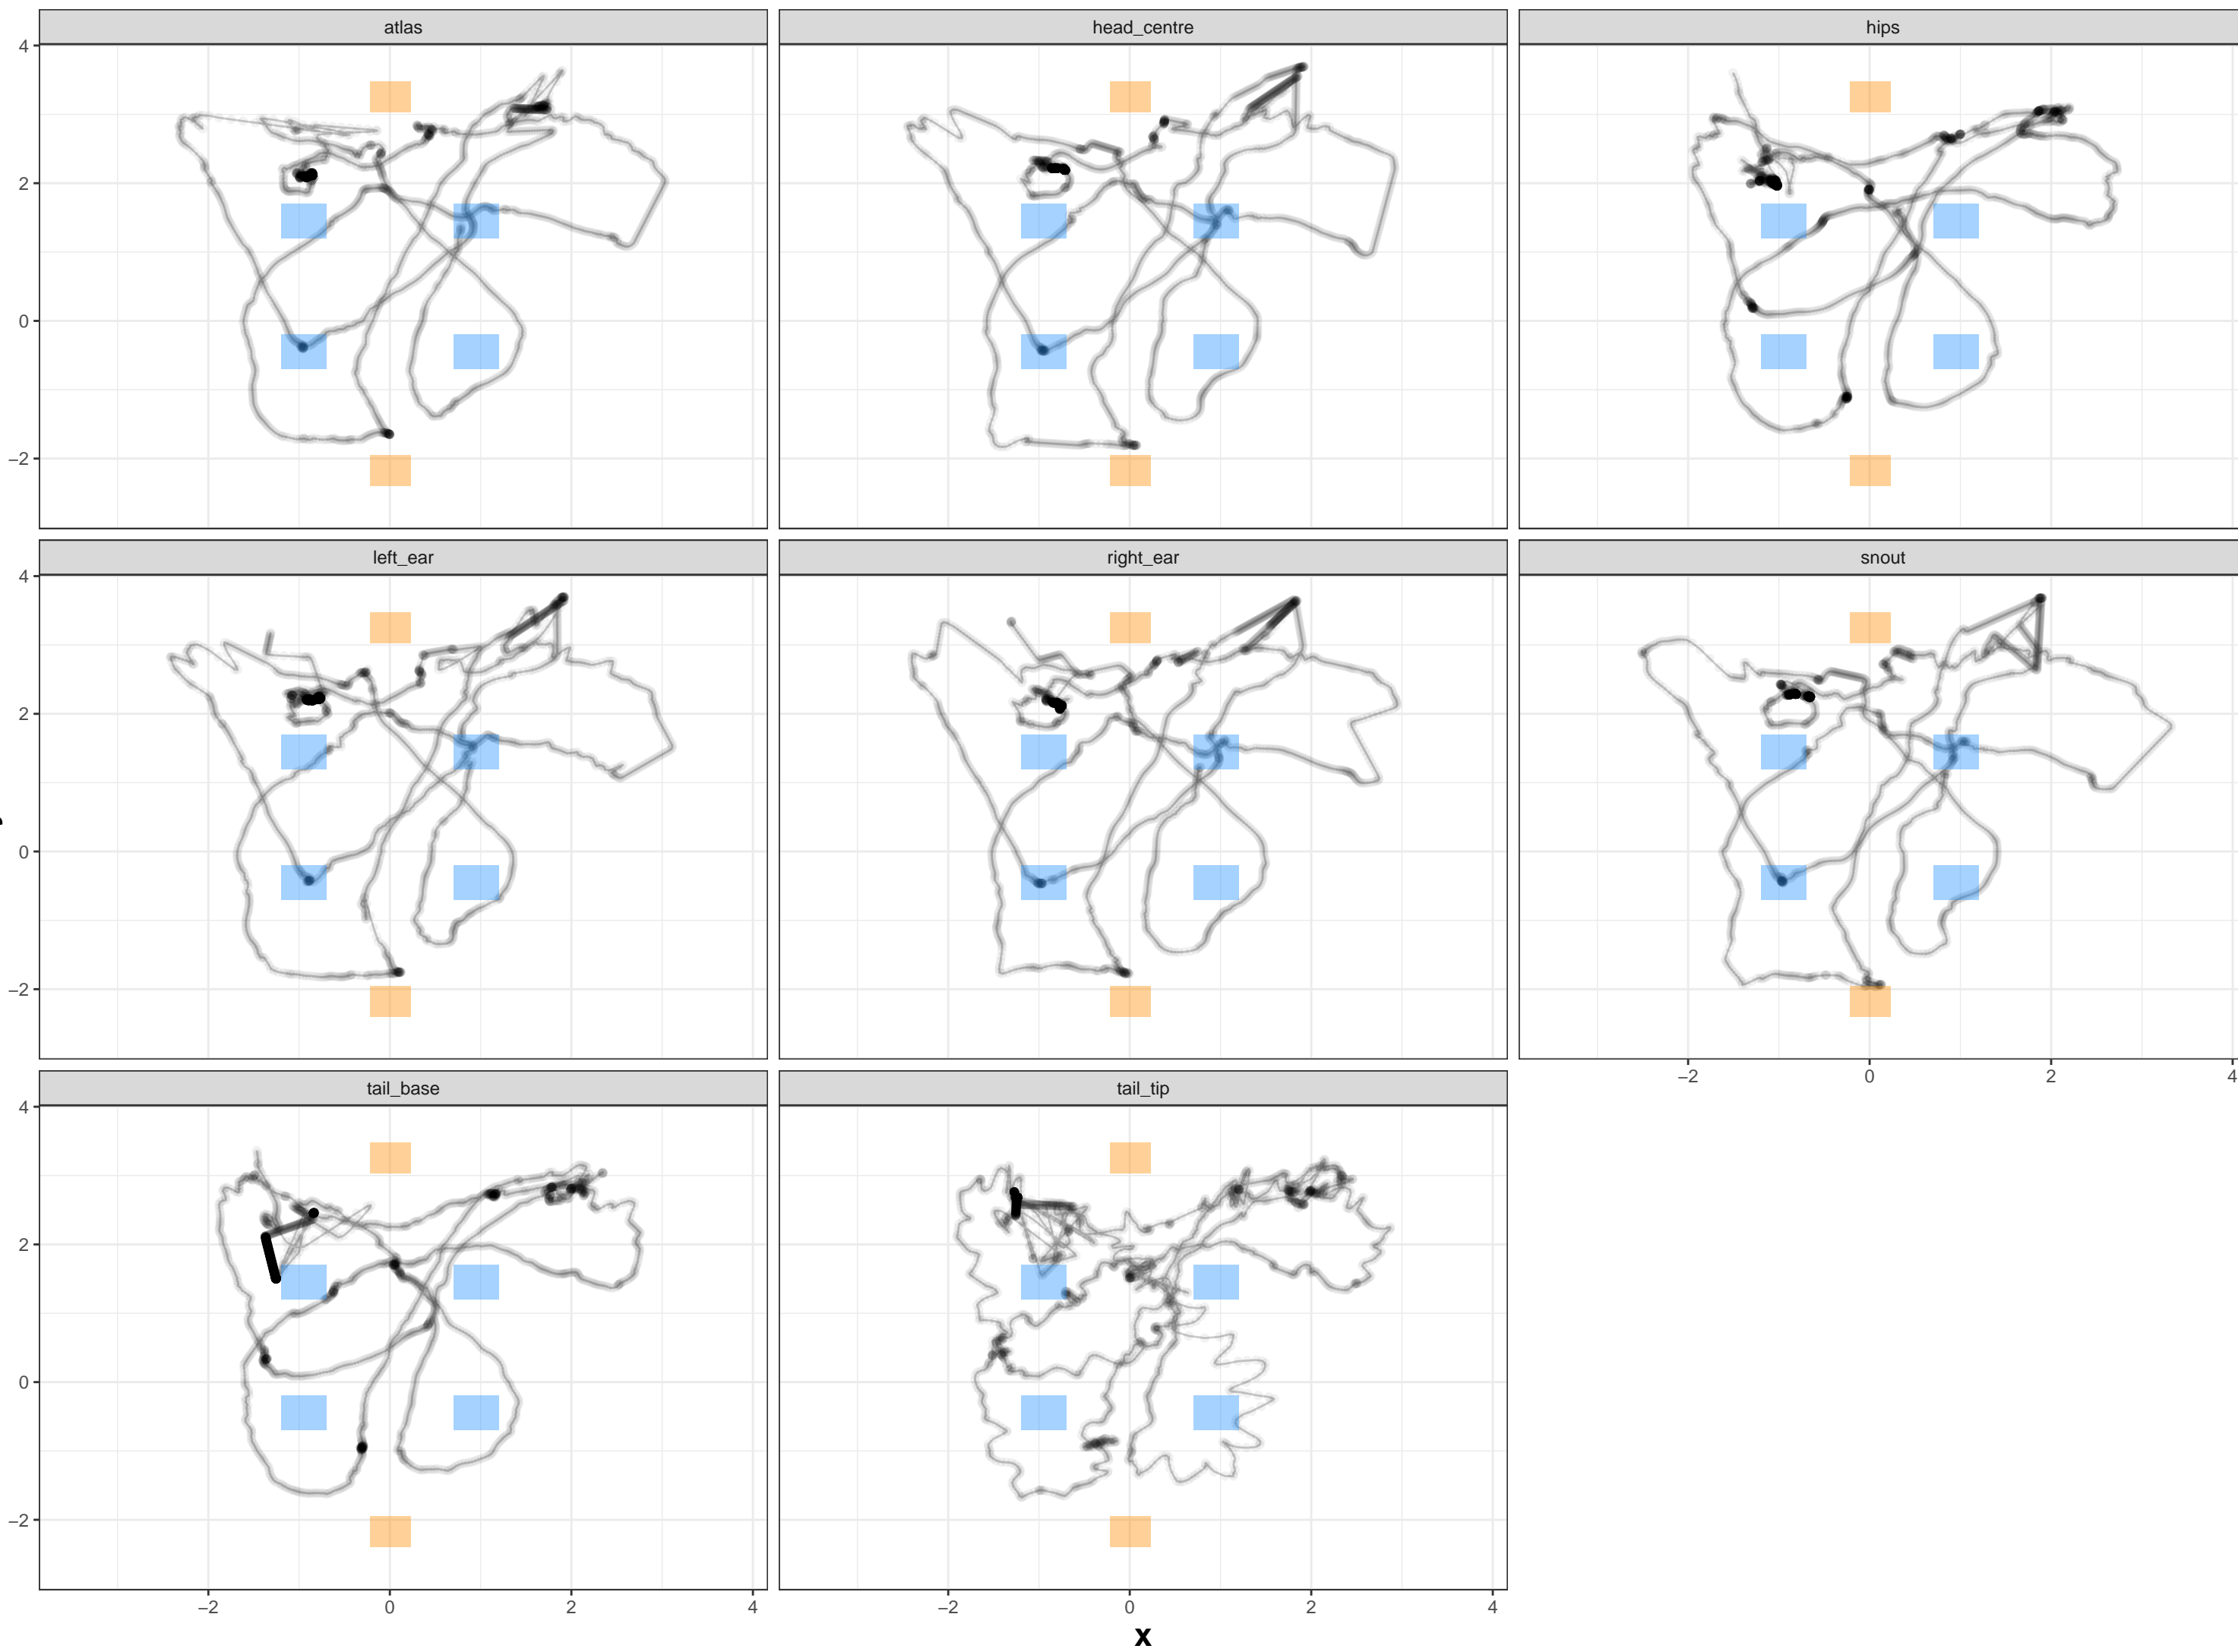 atlas head_centre hips
4
2
0
−2
left_ear right_ear snout
4
2
0
−2
−2 0 2 4
tail_base tail_tip
4
2
0
−2
−2 0 2 4 −2 0 2 4
x